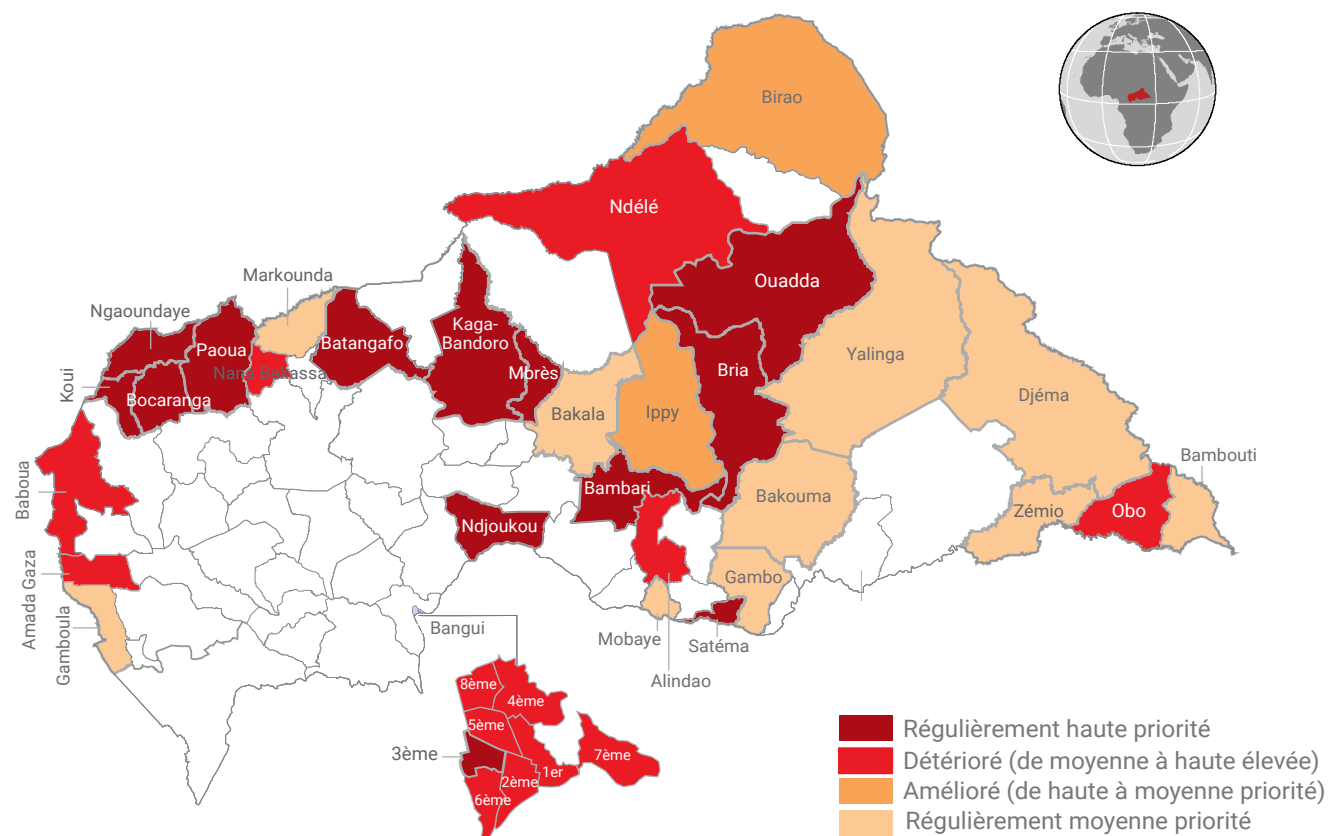 Birao
Ndélé
Markounda
Ouadda
Ngaoundaye
Kaga-
Bandoro
Paoua
Batangafo
Yalinga
Morès
Bria
Nana Bakassa
Koui
Bocaranga
Djéma
Bakala
Ippy
Bambouti
Baboua
Bambari
Bakouma
Zémio
Obo
Ndjoukou
Amada Gaza
Gambo
Gamboula
Bangui
Mobaye
Satéma
Alindao
8ème
4ème
5ème
3ème
7ème
1er
2ème
6ème
Régulièrement haute priorité
Détérioré (de moyenne à haute élevée)
Amélioré (de haute à moyenne priorité)
Régulièrement moyenne priorité